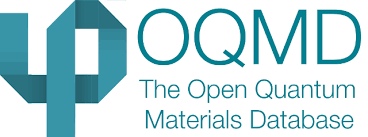 OQMD
The Open Quantum
Materials Database